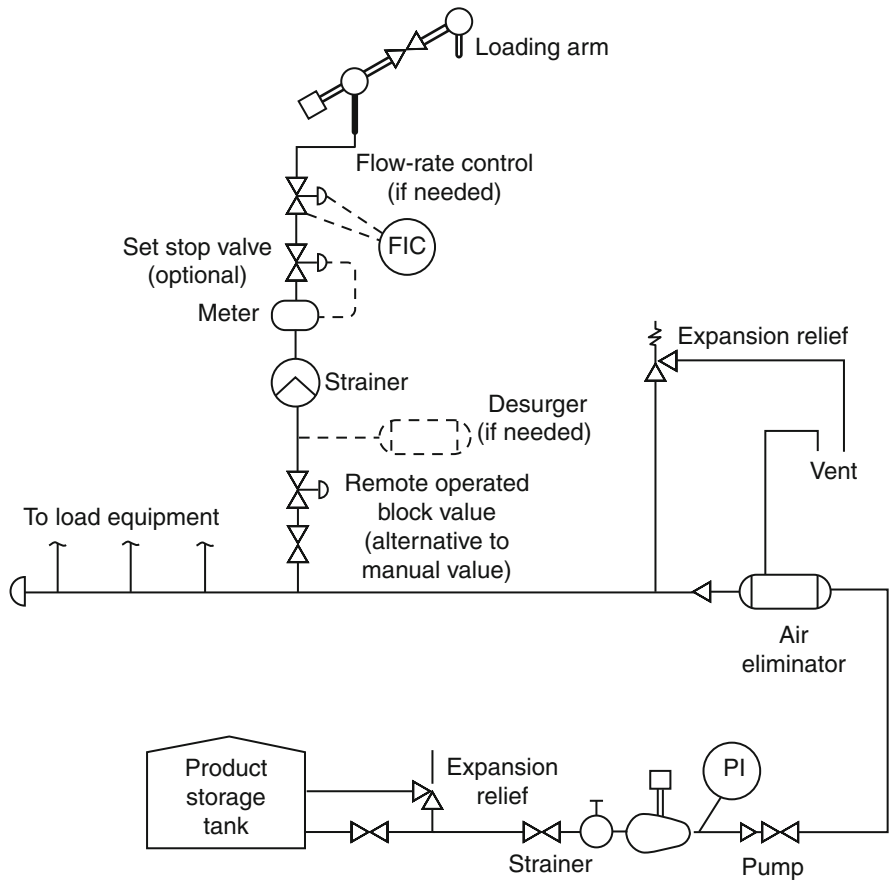 Loading arm
Flow-rate control
(if needed)
FIC
Set stop valve
(optional)
Meter
Strainer
Desurger
(if needed)
Remote operated
block value
(alternative to
manual value)
To load equipment
Expansion relief
Vent
Air
eliminator
Product
storage
tank
Expansion
relief
PI
Strainer
Pump